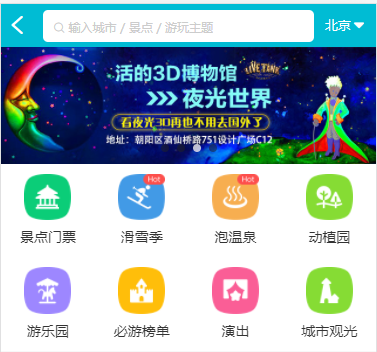 输入城市 / 景点 / 游玩主题
北京
活的3D博物馆
LIVE TANK
夜光世界
看夜光3D再也不用去国外了
地址：朝阳区酒仙桥路751设计广场C12
Hot
Hot
景点门票
滑雪季
泡温泉
动植园
游乐园
必游榜单
演出
城市观光